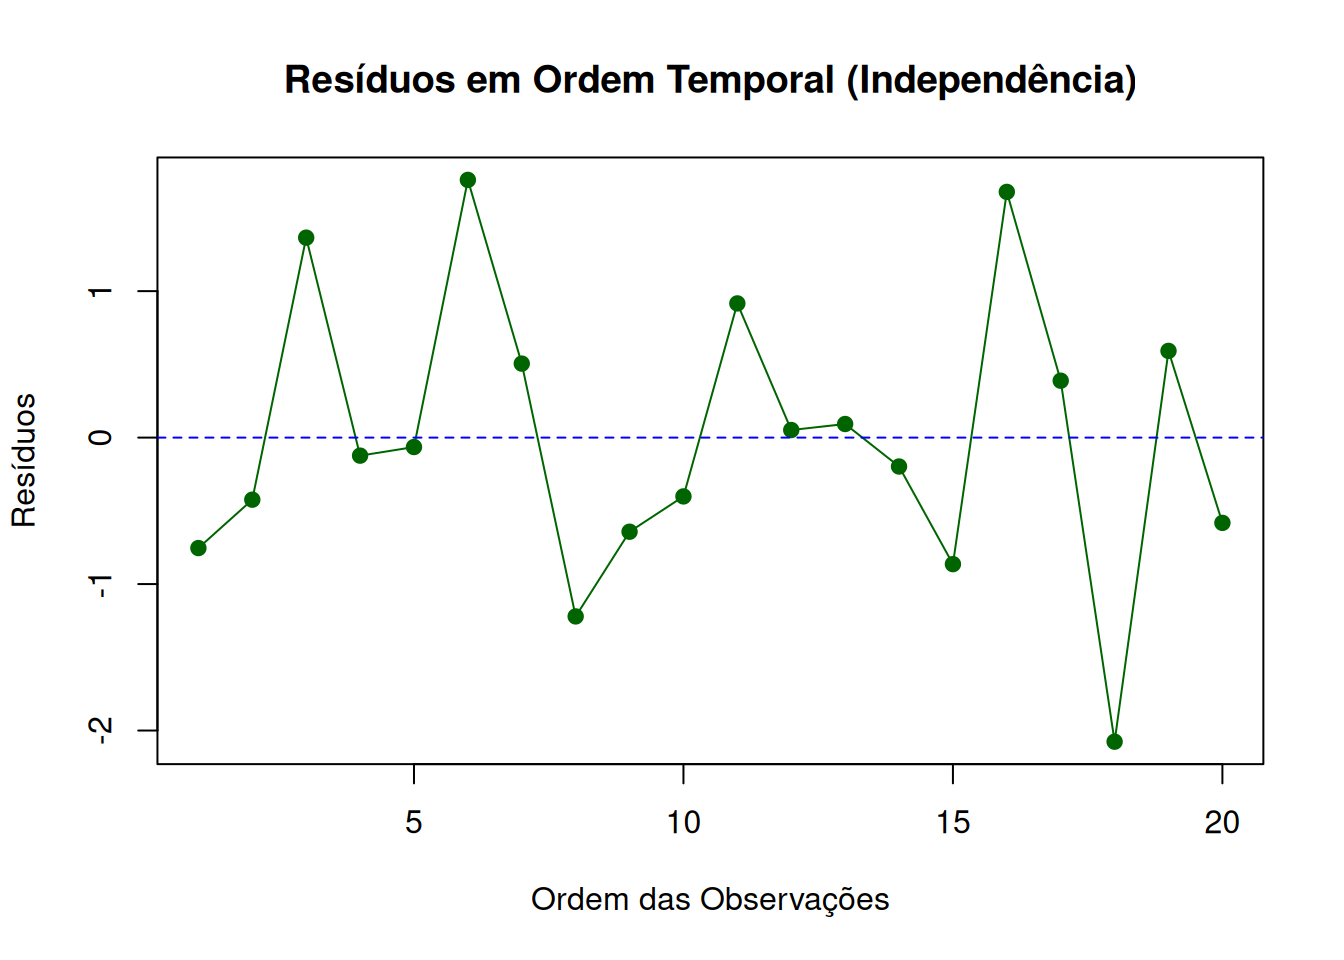 Resíduos em Ordem Temporal (Independência)
Resíduos
1
0
-1
-2
5 10 15 20
Ordem das Observações